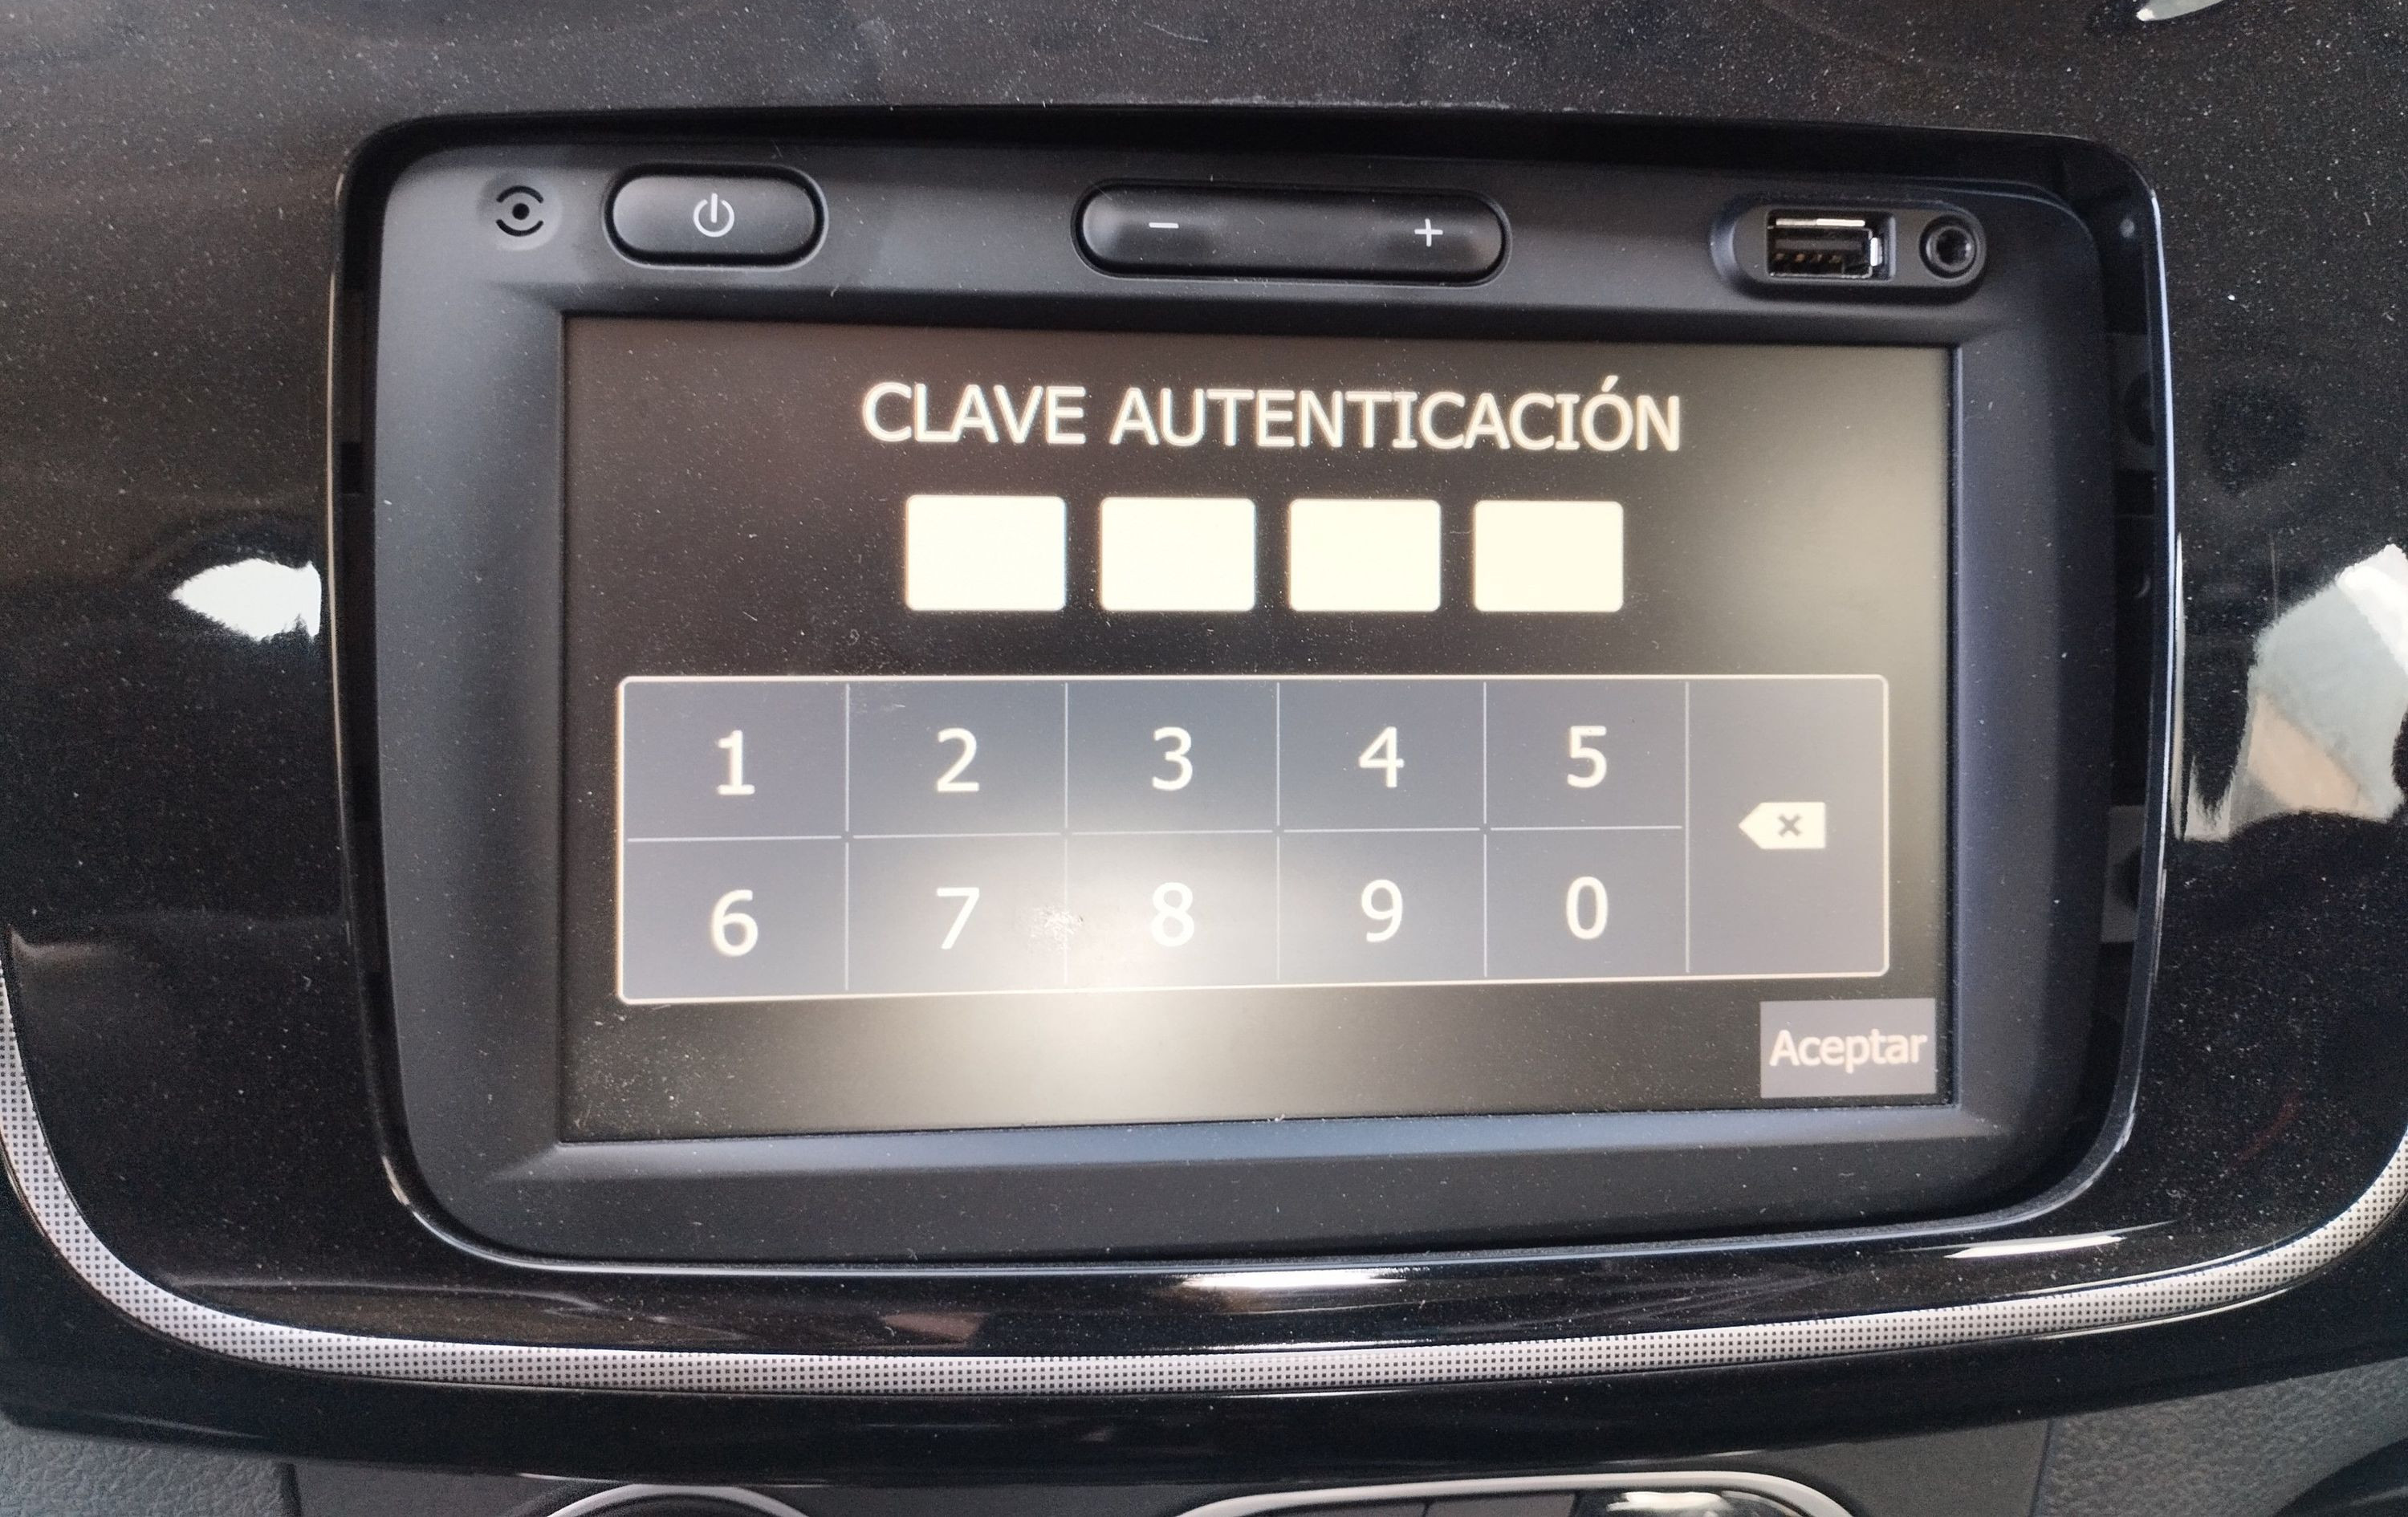 − +
CLAVE AUTENTICACIÓN
1 2 3 4 5
6 7 8 9 0
Aceptar